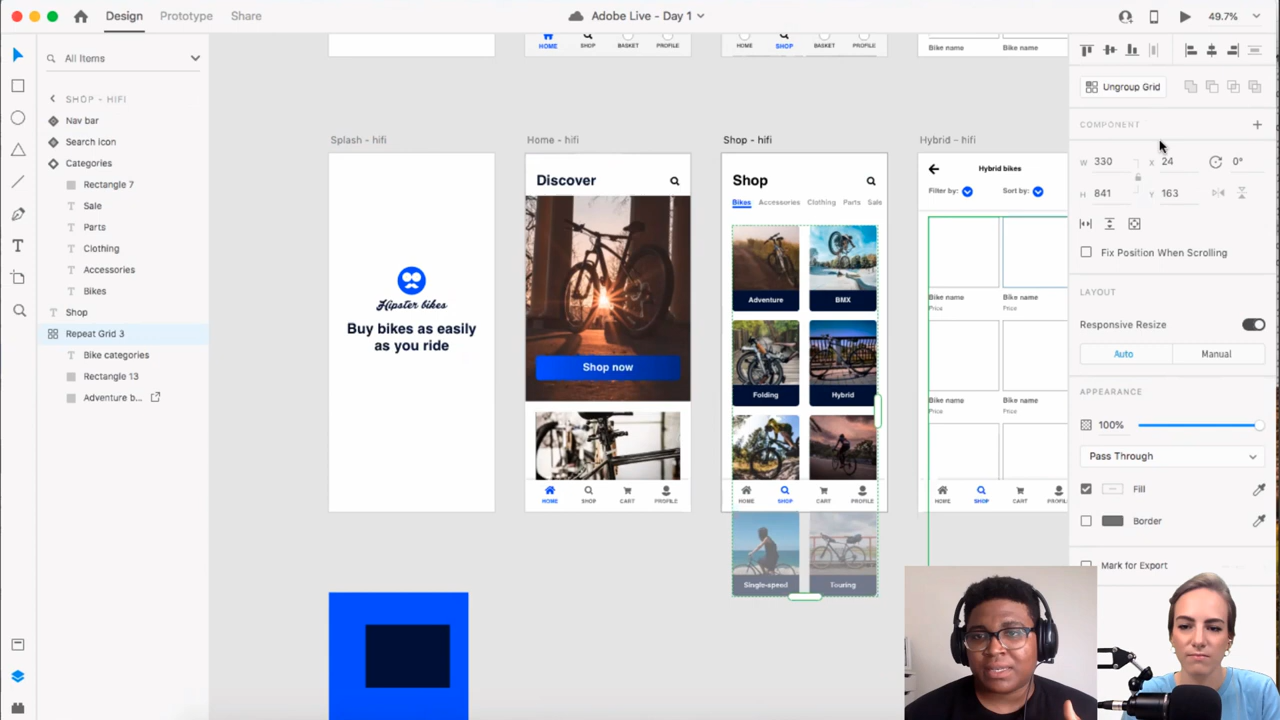 Design Prototype Share
Adobe Live - Day 1
49.7%
All Items
SHOP - HIFI
Nav bar
Search Icon
Categories
Rectangle 7
Sale
Parts
Clothing
Accessories
Bikes
Shop
Repeat Grid 3
Bike categories
Rectangle 13
Adventure b...
HOME SHOP BASKET PROFILE
HOME SHOP BASKET PROFILE
Bike name Bike name
Splash - hifi
Hipster bikes
Buy bikes as easily
as you ride
Home - hifi
Discover
Shop now
HOME SHOP CART PROFILE
Shop - hifi
Shop
Bikes Accessories Clothing Parts Sale
Adventure BMX
Folding Hybrid
HOME SHOP CART PROFILE
Single-speed Touring
Hybrid - hifi
Hybrid bikes
Filter by: Sort by:
Bike name Bike name
Price Price
Bike name Bike name
Price Price
HOME SHOP CART PROFIL
Ungroup Grid
COMPONENT
W 330 X 24 0°
H 841 Y 163
Fix Position When Scrolling
LAYOUT
Responsive Resize
Auto Manual
APPEARANCE
100%
Pass Through
Fill
Border
Mark for Export